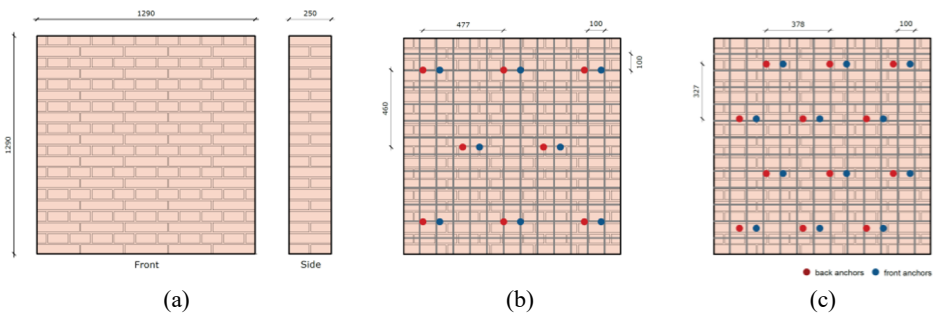 1290
250
1290
Front
Side
(a)
477
100
100
460
(b)
378
100
327
back anchors
front anchors
(c)